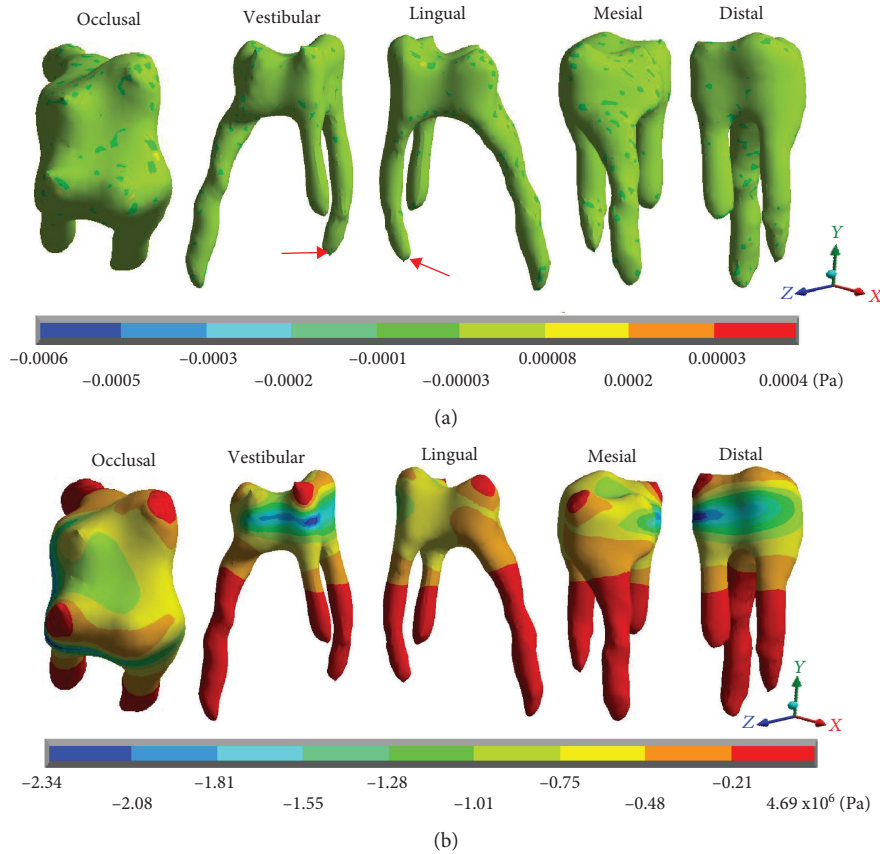 Occlusal Vestibular Lingual Mesial Distal
Y
Z X
−0.0006 −0.0003 −0.0001 0.00008 0.00003
−0.0005 −0.0002 −0.00003 0.0002 0.0004 (Pa)
(a)
Occlusal Vestibular Lingual Mesial Distal
Y
Z X
−2.34 −1.81 −1.28 −0.75 −0.21
−2.08 −1.55 −1.01 −0.48 4.69 x10⁶ (Pa)
(b)